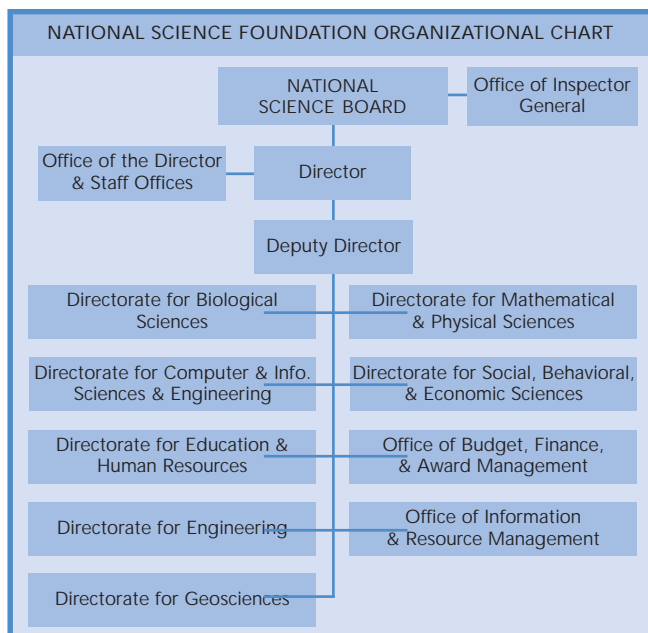 NATIONAL SCIENCE FOUNDATION ORGANIZATIONAL CHART
NATIONAL
SCIENCE BOARD
Office of Inspector
General
Office of the Director
& Staff Offices
Director
Deputy Director
Directorate for Biological
Sciences
Directorate for Mathematical
& Physical Sciences
Directorate for Computer & Info.
Sciences & Engineering
Directorate for Social, Behavioral,
& Economic Sciences
Directorate for Education &
Human Resources
Office of Budget, Finance,
& Award Management
Directorate for Engineering
Office of Information
& Resource Management
Directorate for Geosciences